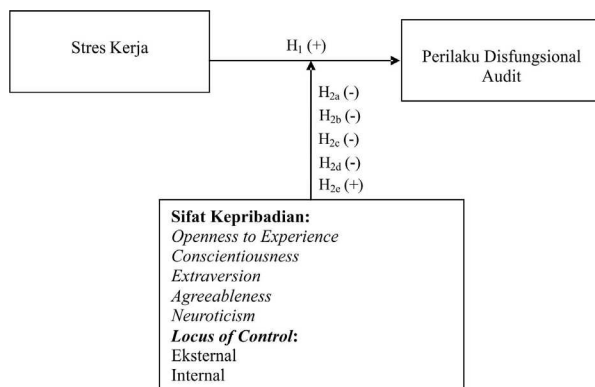 Stres Kerja
H₁ (+)
Perilaku Disfungsional
Audit
H₂ₐ (-)
H₂b (-)
H₂c (-)
H₂d (-)
H₂e (+)
Sifat Kepribadian:
Openness to Experience
Conscientiousness
Extraversion
Agreeableness
Neuroticism
Locus of Control:
Eksternal
Internal